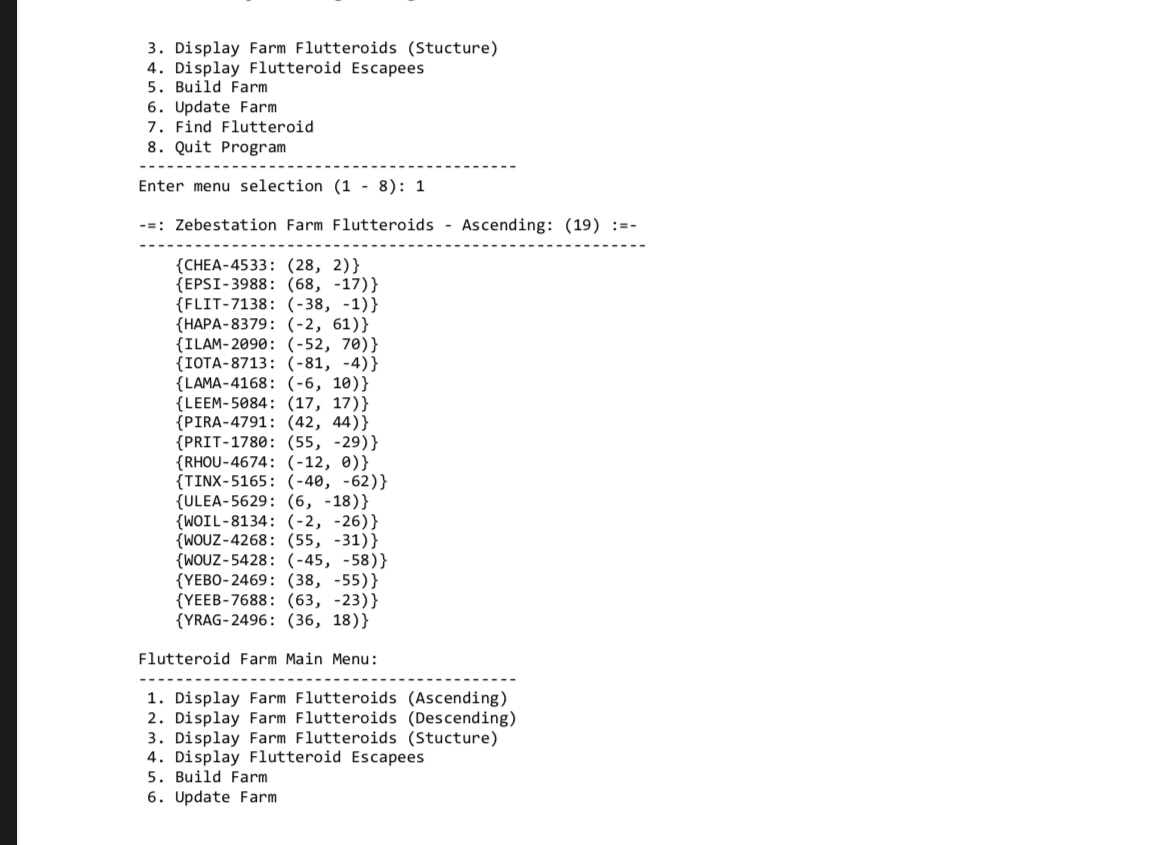 3. Display Farm Flutteroids (Stucture)
4. Display Flutteroid Escapees
5. Build Farm
6. Update Farm
7. Find Flutteroid
8. Quit Program
-----------------------------------------
Enter menu selection (1 - 8): 1
-=: Zebestation Farm Flutteroids - Ascending: (19) :=-
-------------------------------------------------------
{CHEA-4533: (28, 2)}
{EPSI-3988: (68, -17)}
{FLIT-7138: (-38, -1)}
{HAPA-8379: (-2, 61)}
{ILAM-2090: (-52, 70)}
{IOTA-8713: (-81, -4)}
{LAMA-4168: (-6, 10)}
{LEEM-5084: (17, 17)}
{PIRA-4791: (42, 44)}
{PRIT-1780: (55, -29)}
{RHOU-4674: (-12, 0)}
{TINX-5165: (-40, -62)}
{ULEA-5629: (6, -18)}
{WOIL-8134: (-2, -26)}
{WOUZ-4268: (55, -31)}
{WOUZ-5428: (-45, -58)}
{YEBO-2469: (38, -55)}
{YEEB-7688: (63, -23)}
{YRAG-2496: (36, 18)}
Flutteroid Farm Main Menu:
-----------------------------------------
1. Display Farm Flutteroids (Ascending)
2. Display Farm Flutteroids (Descending)
3. Display Farm Flutteroids (Stucture)
4. Display Flutteroid Escapees
5. Build Farm
6. Update Farm